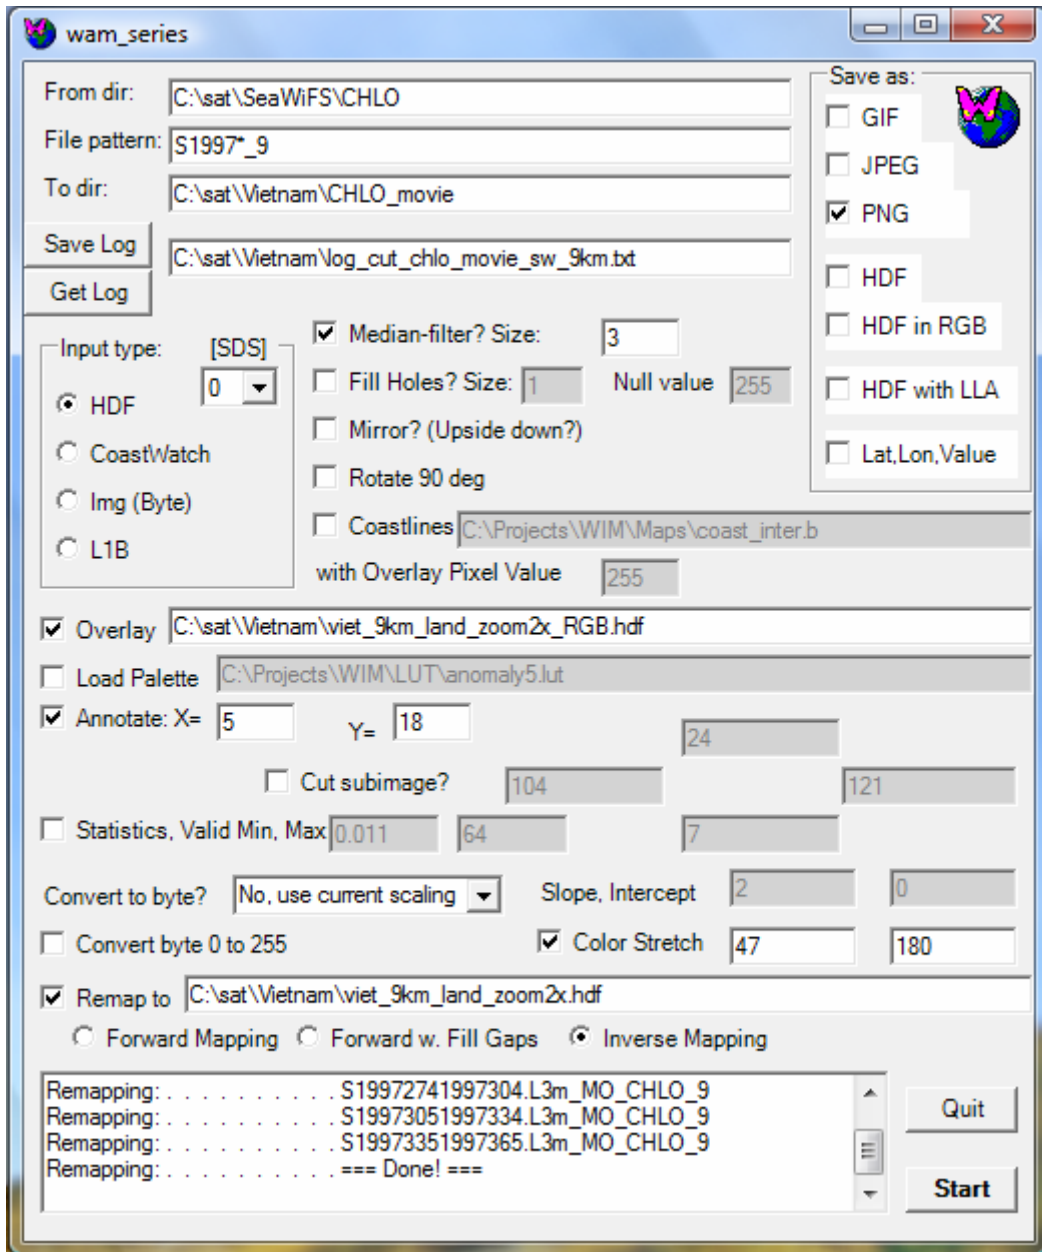 wam_series
From dir: C:\sat\SeaWiFS\CHLO
File pattern: S1997*_9
To dir: C:\sat\Vietnam\CHLO_movie
Save Log
C:\sat\Vietnam\log_cut_chlo_movie_sw_9km.txt
Get Log
Save as:
GIF
JPEG
PNG
HDF
HDF in RGB
HDF with LLA
Lat,Lon,Value
Input type: [SDS]
0
HDF
CoastWatch
Img (Byte)
L1B
Median-filter? Size: 3
Fill Holes? Size: 1 Null value 255
Mirror? (Upside down?)
Rotate 90 deg
Coastlines C:\Projects\WIM\Maps\coast_inter.b
with Overlay Pixel Value 255
Overlay C:\sat\Vietnam\viet_9km_land_zoom2x_RGB.hdf
Load Palette C:\Projects\WIM\LUT\anomaly5.lut
Annotate: X= 5 Y= 18
24
Cut subimage? 104 121
Statistics, Valid Min, Max 0.011 64 7
Convert to byte? No, use current scaling Slope, Intercept 2 0
Convert byte 0 to 255 Color Stretch 47 180
Remap to C:\sat\Vietnam\viet_9km_land_zoom2x.hdf
Forward Mapping Forward w. Fill Gaps Inverse Mapping
Remapping: . . . . . . . . . . . S19972741997304.L3m_MO_CHLO_9
Remapping: . . . . . . . . . . . S19973051997334.L3m_MO_CHLO_9
Remapping: . . . . . . . . . . . S19973351997365.L3m_MO_CHLO_9
Remapping: . . . . . . . . . . . === Done! ===
Quit
Start